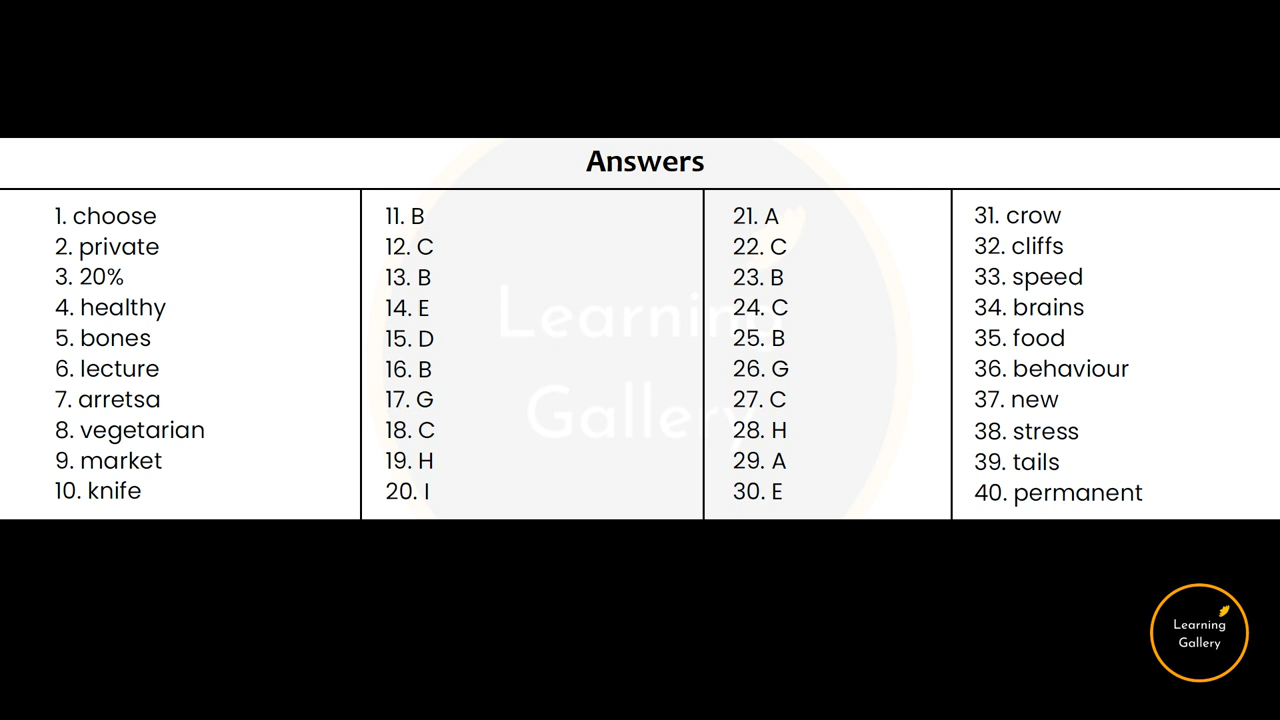 Answers
1. choose
2. private
3. 20%
4. healthy
5. bones
6. lecture
7. arretsa
8. vegetarian
9. market
10. knife
11. B
12. C
13. B
14. E
15. D
16. B
17. G
18. C
19. H
20. I
21. A
22. C
23. B
24. C
25. B
26. G
27. C
28. H
29. A
30. E
31. crow
32. cliffs
33. speed
34. brains
35. food
36. behaviour
37. new
38. stress
39. tails
40. permanent
Learning
Gallery
Learning
Gallery